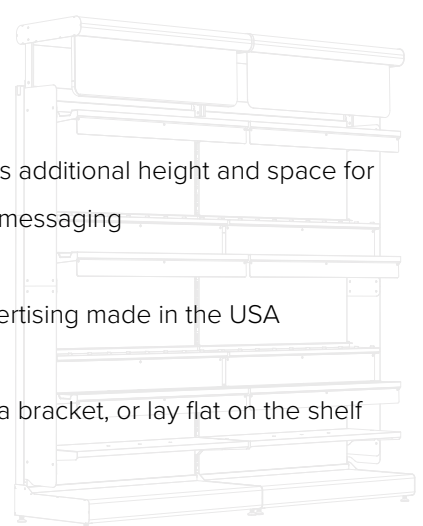 s additional height and space for
messaging
ertising made in the USA
a bracket, or lay flat on the shelf